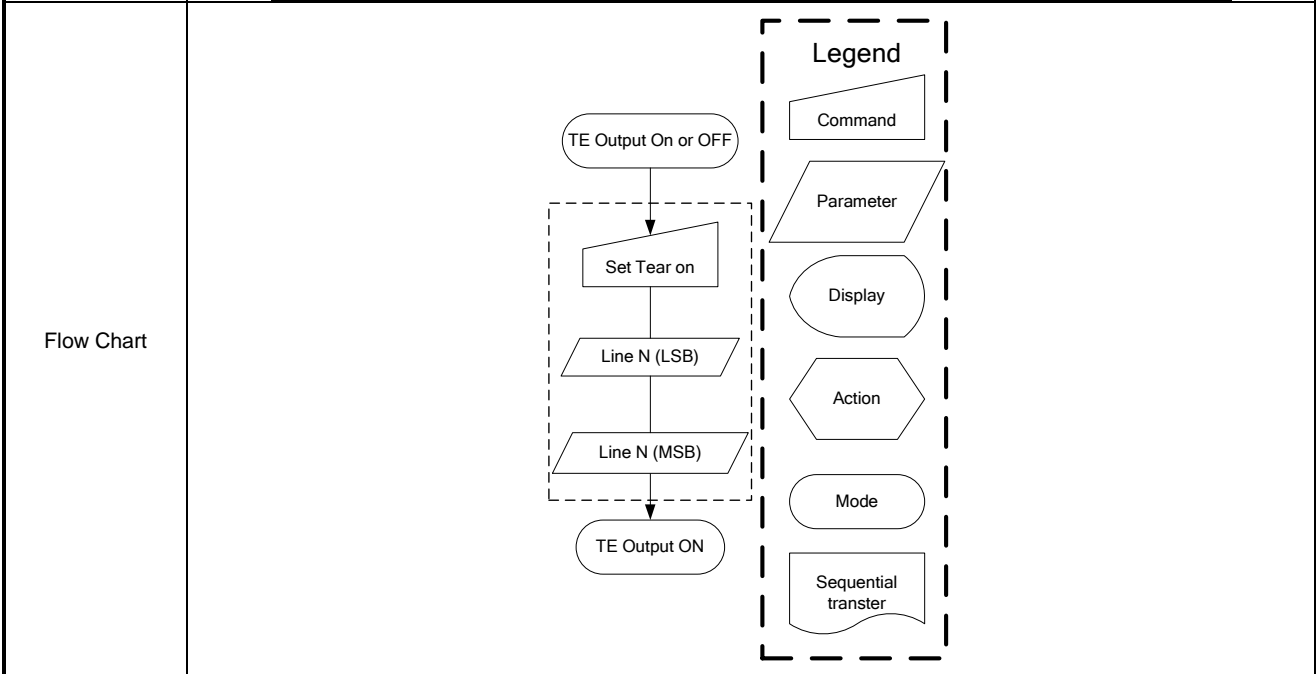 Flow Chart
TE Output On or OFF
Set Tear on
Line N (LSB)
Line N (MSB)
TE Output ON
Legend
Command
Parameter
Display
Action
Mode
Sequential
transter